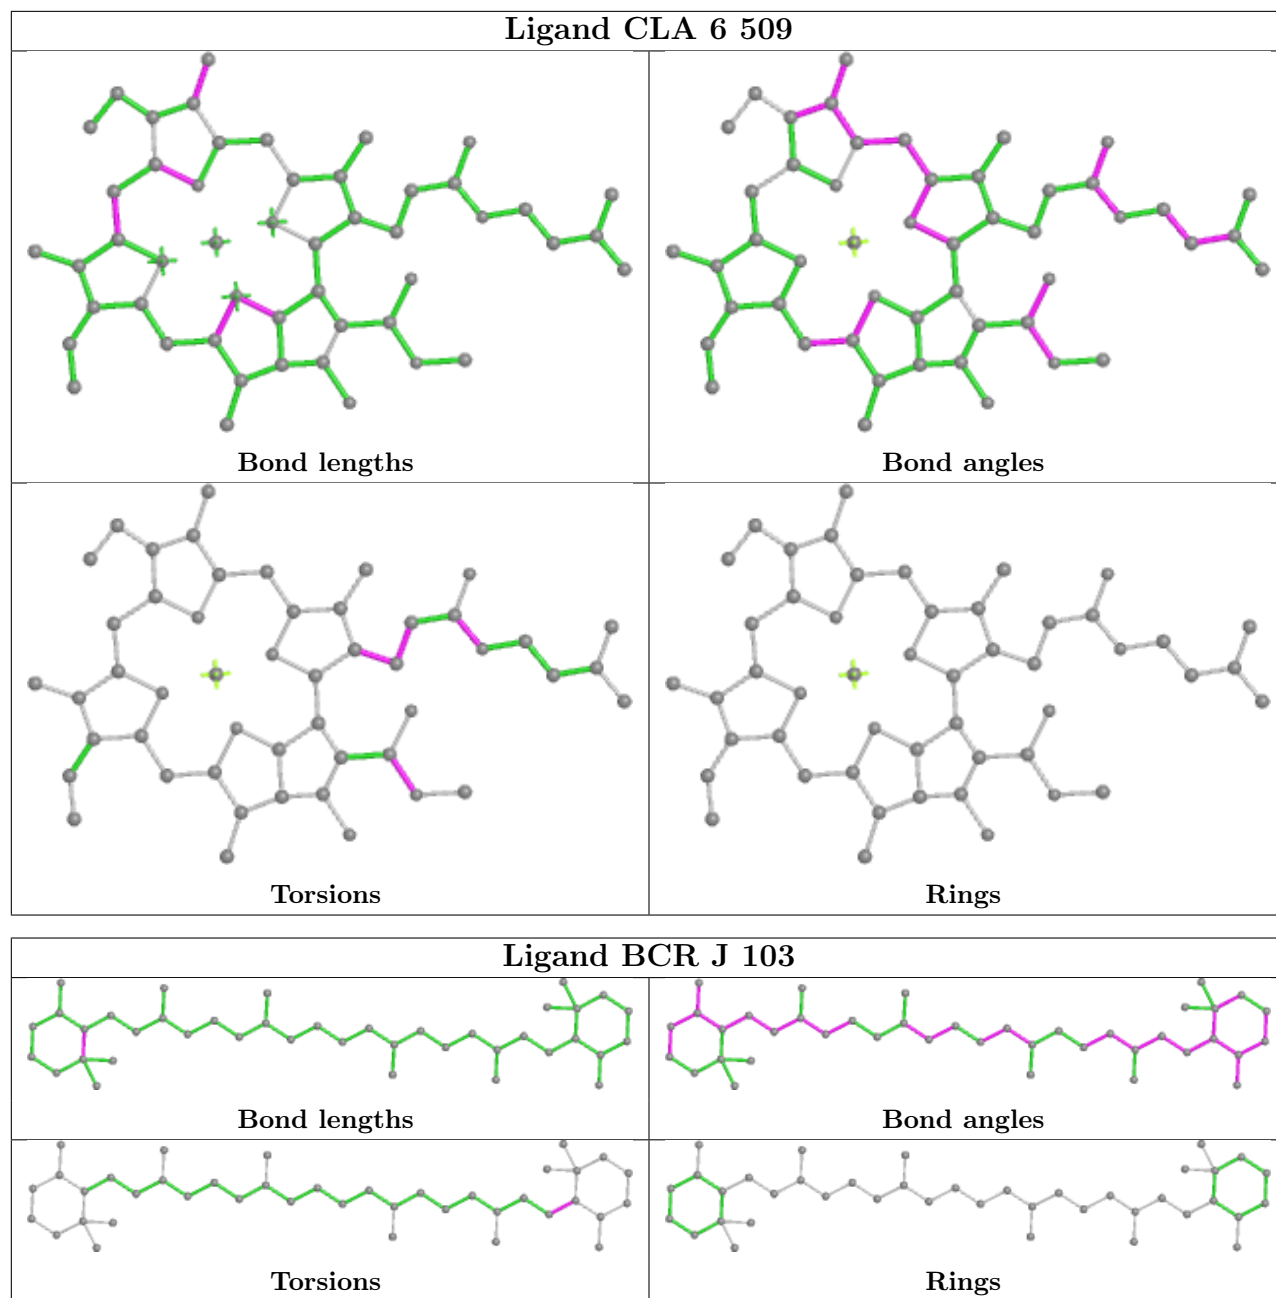 Ligand CLA 6 509
Bond lengths
Bond angles
Torsions
Rings
Ligand BCR J 103
Bond lengths
Bond angles
Torsions
Rings